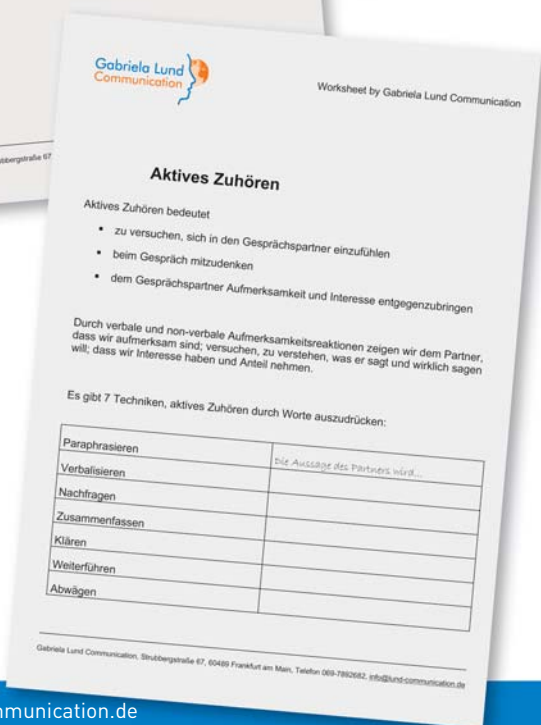 Gabriela Lund
Communication
Worksheet by Gabriela Lund Communication
Aktives Zuhören
Aktives Zuhören bedeutet
• zu versuchen, sich in den Gesprächspartner einzufühlen
• beim Gespräch mitzudenken
• dem Gesprächspartner Aufmerksamkeit und Interesse entgegenzubringen
Durch verbale und non-verbale Aufmerksamkeitsreaktionen zeigen wir dem Partner,
dass wir aufmerksam sind; versuchen, zu verstehen, was er sagt und wirklich sagen
will; dass wir Interesse haben und Anteil nehmen.
Es gibt 7 Techniken, aktives Zuhören durch Worte auszudrücken:
Paraphrasieren Die Aussage des Partners wird...
Verbalisieren
Nachfragen
Zusammenfassen
Klären
Weiterführen
Abwägen
Gabriela Lund Communication, Strubbergstraße 67, 60489 Frankfurt am Main, Telefon 069-7892682, info@lund-communication.de
munication.de